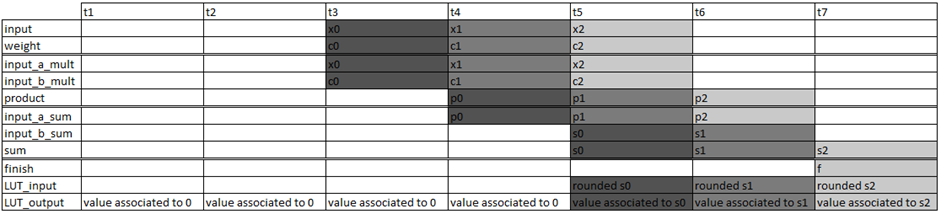 t1 t2 t3 t4 t5 t6 t7
input x0 x1 x2
weight c0 c1 c2
input_a_mult x0 x1 x2
input_b_mult c0 c1 c2
product p0 p1 p2
input_a_sum p0 p1 p2
input_b_sum s0 s1
sum s0 s1 s2
finish f
LUT_input rounded s0 rounded s1 rounded s2
LUT_output value associated to 0 value associated to 0 value associated to 0 value associated to 0 value associated to s0 value associated to s1 value associated to s2